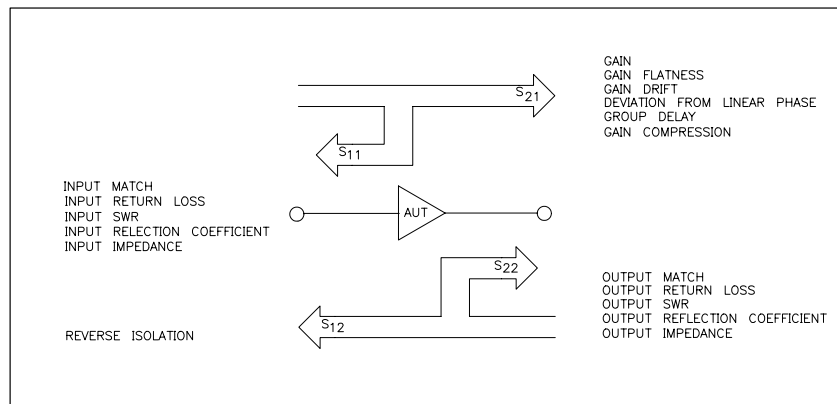 GAIN
GAIN FLATNESS
GAIN DRIFT
DEVIATION FROM LINEAR PHASE
GROUP DELAY
GAIN COMPRESSION
S21
S11
INPUT MATCH
INPUT RETURN LOSS
INPUT SWR
INPUT RELECTION COEFFICIENT
INPUT IMPEDANCE
AUT
S22
OUTPUT MATCH
OUTPUT RETURN LOSS
OUTPUT SWR
OUTPUT REFLECTION COEFFICIENT
OUTPUT IMPEDANCE
S12
REVERSE ISOLATION